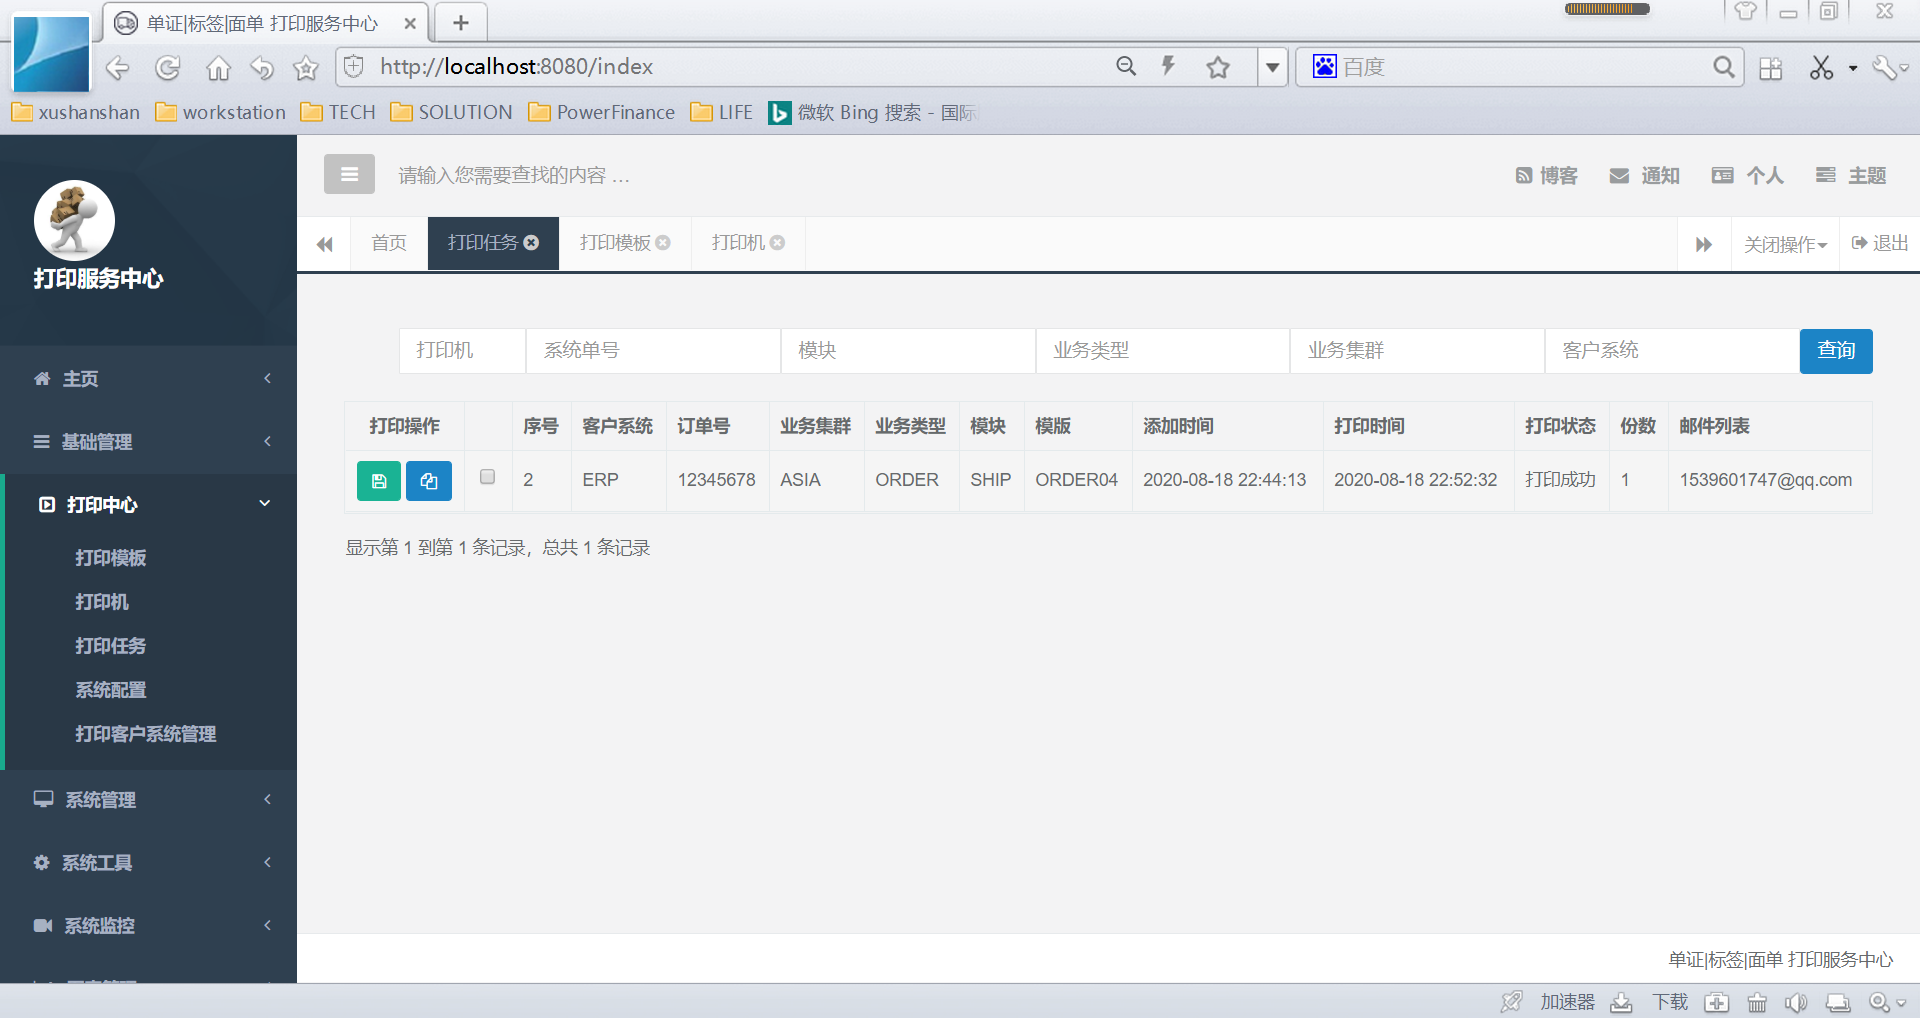 单证|标签|面单 打印服务中心
http://localhost:8080/index
百度
xushanshan workstation TECH SOLUTION PowerFinance LIFE 微软 Bing 搜索 - 国际
打印服务中心
主页
基础管理
打印中心
打印模板
打印机
打印任务
系统配置
打印客户系统管理
系统管理
系统工具
系统监控
请输入您需要查找的内容 …
博客 通知 个人 主题
首页 打印任务 打印模板 打印机 关闭操作 退出
打印机 系统单号 模块 业务类型 业务集群 客户系统 查询
打印操作 序号 客户系统 订单号 业务集群 业务类型 模块 模版 添加时间 打印时间 打印状态 份数 邮件列表
2 ERP 12345678 ASIA ORDER SHIP ORDER04 2020-08-18 22:44:13 2020-08-18 22:52:32 打印成功 1 1539601747@qq.com
显示第 1 到第 1 条记录，总共 1 条记录
单证|标签|面单 打印服务中心
加速器 下载